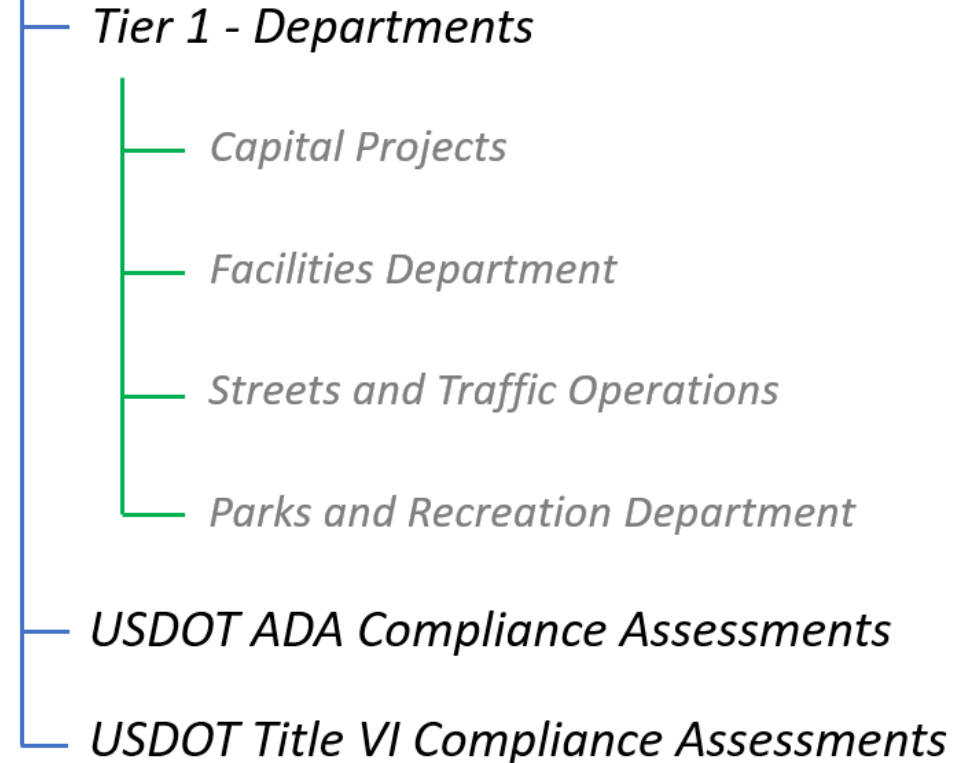 Tier 1 - Departments
Capital Projects
Facilities Department
Streets and Traffic Operations
Parks and Recreation Department
USDOT ADA Compliance Assessments
USDOT Title VI Compliance Assessments